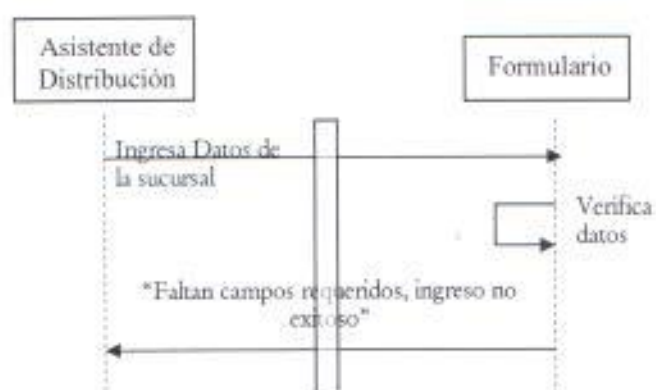 Asistente de
Distribución
Formulario
Ingresa Datos de
la sucursal
Verifica
datos
"Faltan campos requeridos, ingreso no
exitoso"